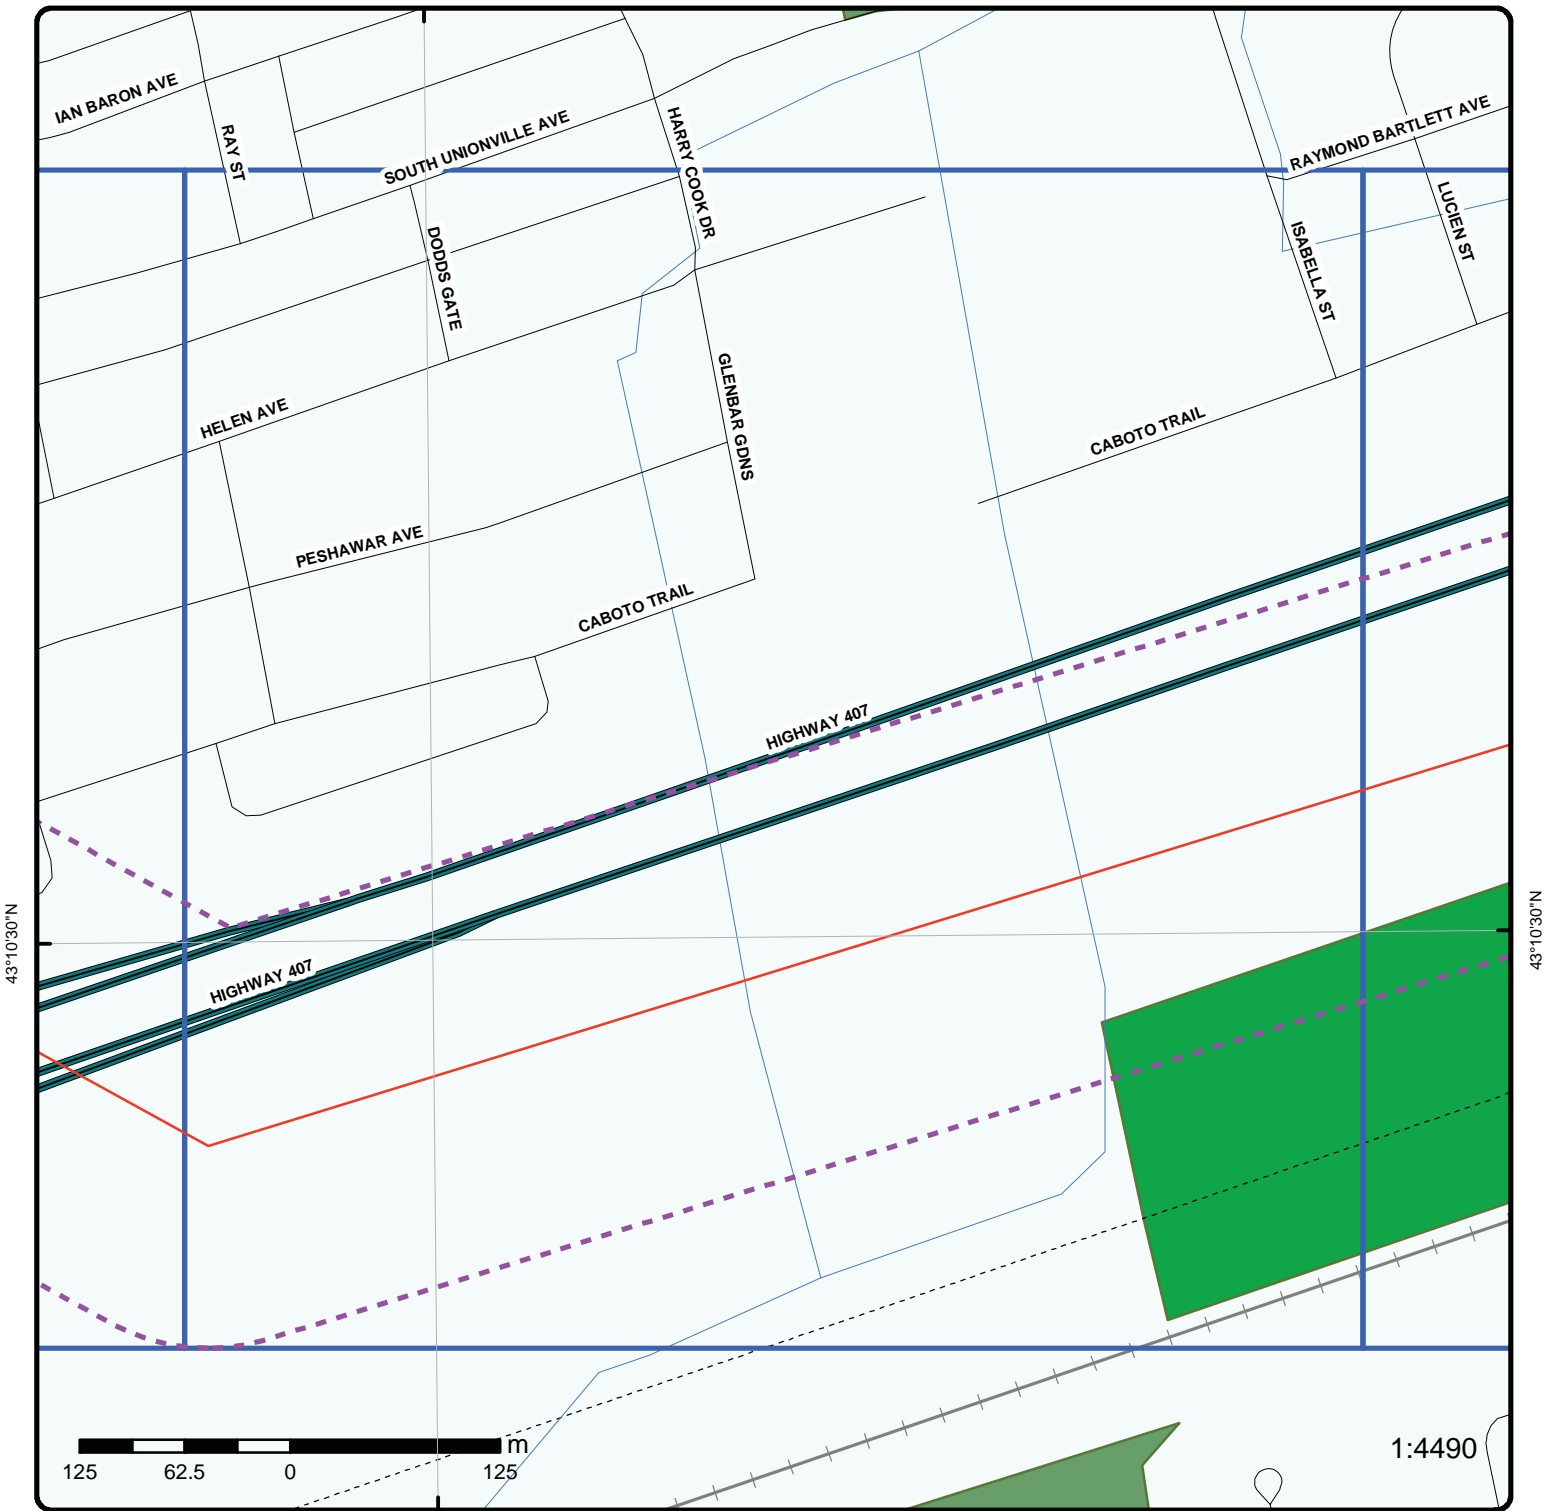 IAN BARON AVE
RAY ST
SOUTH UNIONVILLE AVE
HARRY COOK DR
RAYMOND BARTLETT AVE
LUCIEN ST
ISABELLA ST
DODDS GATE
GLENBAR GDNS
HELEN AVE
CABOTO TRAIL
PESHAWAR AVE
CABOTO TRAIL
HIGHWAY 407
HIGHWAY 407
43°10'30"N
43°10'30"N
m
125 62.5 0 125
1:4490